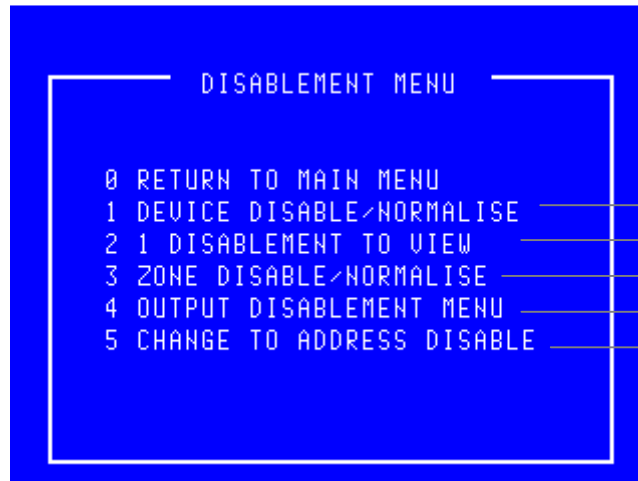 DISABLEMENT MENU
0 RETURN TO MAIN MENU
1 DEVICE DISABLE/NORMALISE
2 1 DISABLEMENT TO VIEW
3 ZONE DISABLE/NORMALISE
4 OUTPUT DISABLEMENT MENU
5 CHANGE TO ADDRESS DISABLE